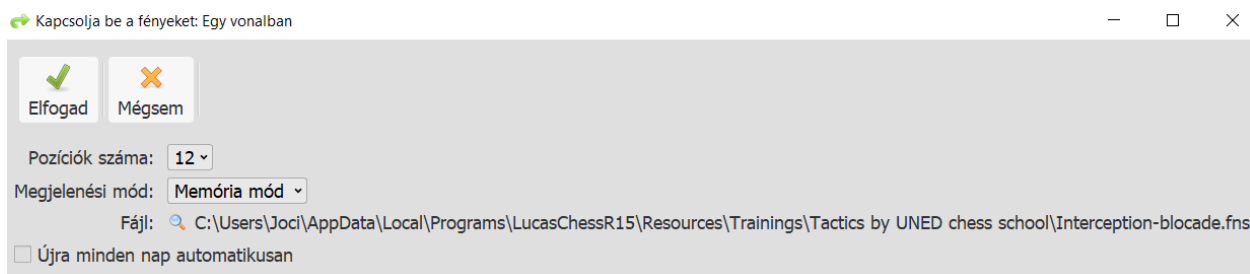 Kapcsolja be a fényeket: Egy vonalban
Elfogad Mégsem
Pozíciók száma: 12
Megjelenési mód: Memória mód
Fájl: C:\Users\Joci\AppData\Local\Programs\LucasChessR15\Resources\Trainings\Tactics by UNED chess school\Interception-blocade.fns
Újra minden nap automatikusan